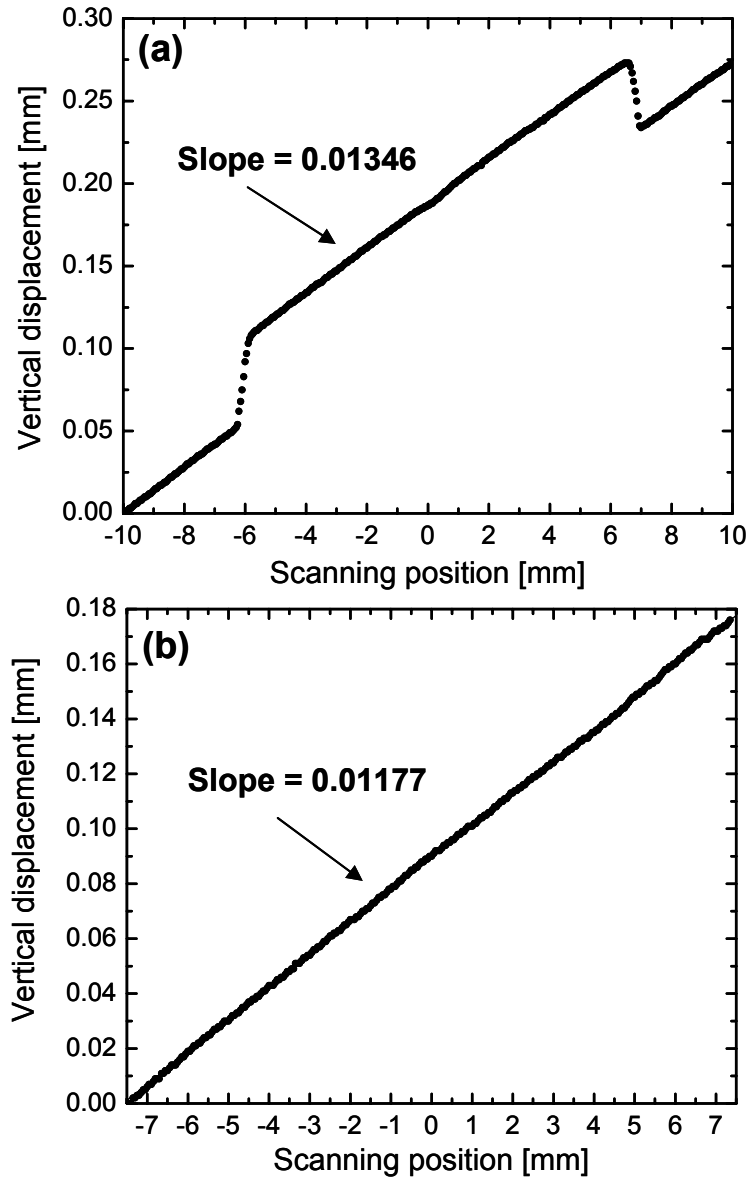 (a)
0.30
0.25
0.20
0.15
0.10
0.05
0.00
Vertical displacement [mm]
Slope = 0.01346
-10 -8 -6 -4 -2 0 2 4 6 8 10
Scanning position [mm]
(b)
0.18
0.16
0.14
0.12
0.10
0.08
0.06
0.04
0.02
0.00
Vertical displacement [mm]
Slope = 0.01177
-7 -6 -5 -4 -3 -2 -1 0 1 2 3 4 5 6 7
Scanning position [mm]